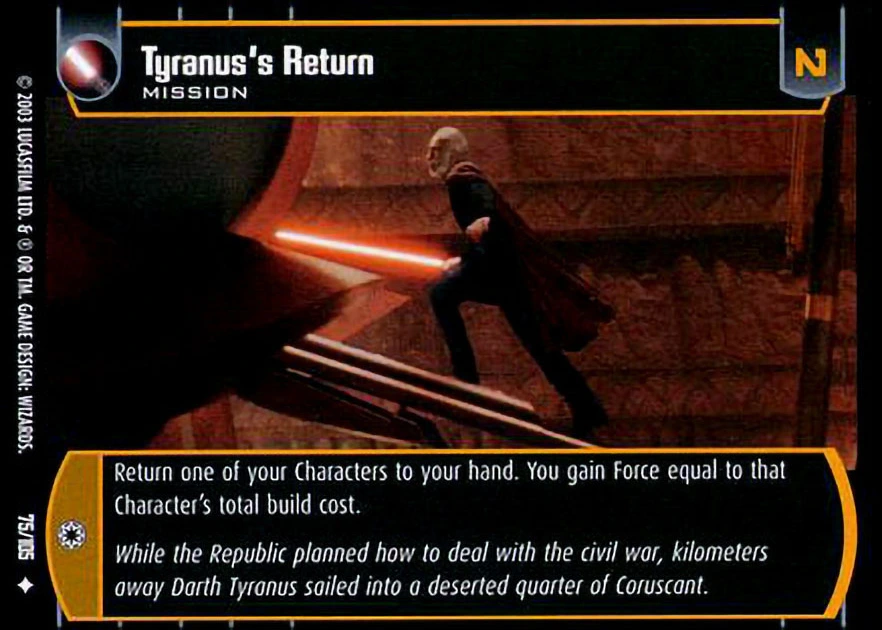 Tyranus's Return
MISSION
N
Return one of your Characters to your hand. You gain Force equal to that
Character's total build cost.
While the Republic planned how to deal with the civil war, kilometers
away Darth Tyranus sailed into a deserted quarter of Coruscant.
© 2003 LUCASFILM LTD. & ® OR TM. GAME DESIGN: WIZARDS.
75/105